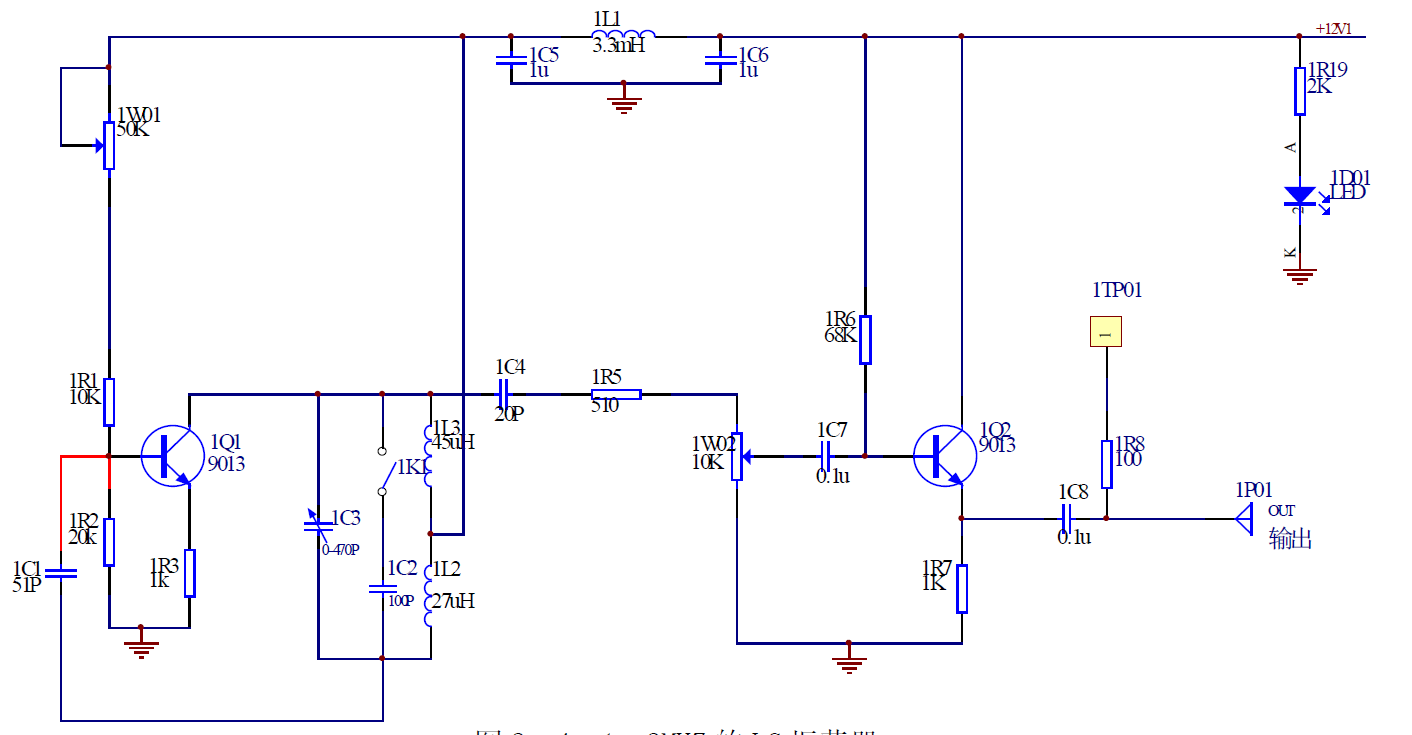 1L1
3.3mH
+12V1
1C5
1u
1C6
1u
1R19
2K
1W01
50K
A
1D01
LED
2
K
1TP01
1
1R6
68K
1C4
20P
1R5
510
1R1
10K
1Q1
9013
1L3
45uH
1K1
1W02
10K
1C7
0.1u
1Q2
9013
1R8
100
1C8
0.1u
1P01
OUT
输出
1R2
20k
1C3
0-470P
1R3
1k
1C1
51P
1C2
100P
1L2
27uH
1R7
1K